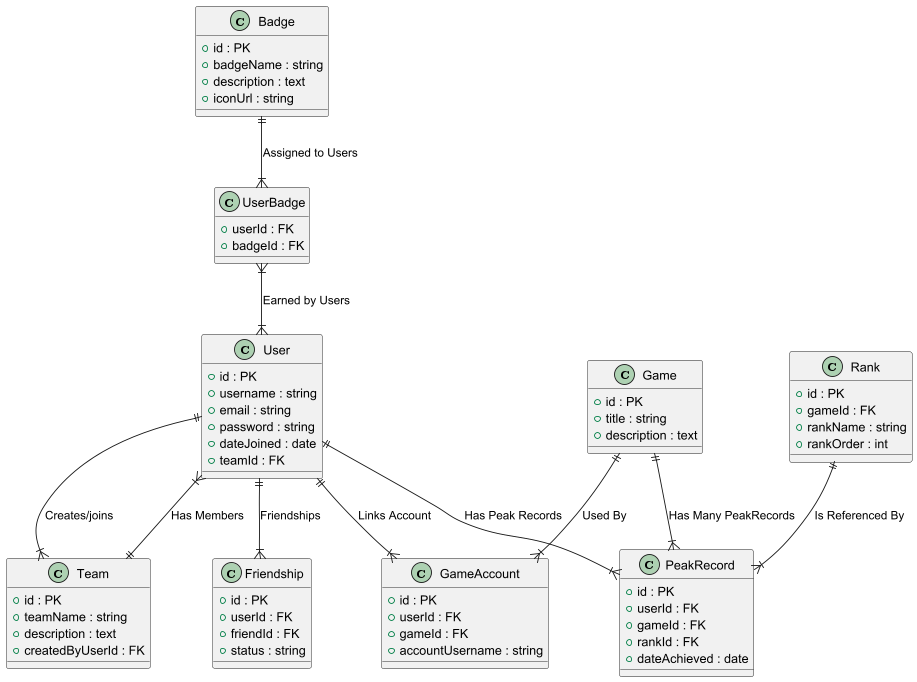 C Badge
id : PK
badgeName : string
description : text
iconUrl : string
Assigned to Users
C UserBadge
userId : FK
badgeId : FK
Earned by Users
C User
id : PK
username : string
email : string
password : string
dateJoined : date
teamId : FK
C Game
id : PK
title : string
description : text
C Rank
id : PK
gameId : FK
rankName : string
rankOrder : int
Creates/joins
Has Members
Friendships
Links Account
Has Peak Records
Used By
Has Many PeakRecords
Is Referenced By
C Team
id : PK
teamName : string
description : text
createdByUserId : FK
C Friendship
id : PK
userId : FK
friendId : FK
status : string
C GameAccount
id : PK
userId : FK
gameId : FK
accountUsername : string
C PeakRecord
id : PK
userId : FK
gameId : FK
rankId : FK
dateAchieved : date